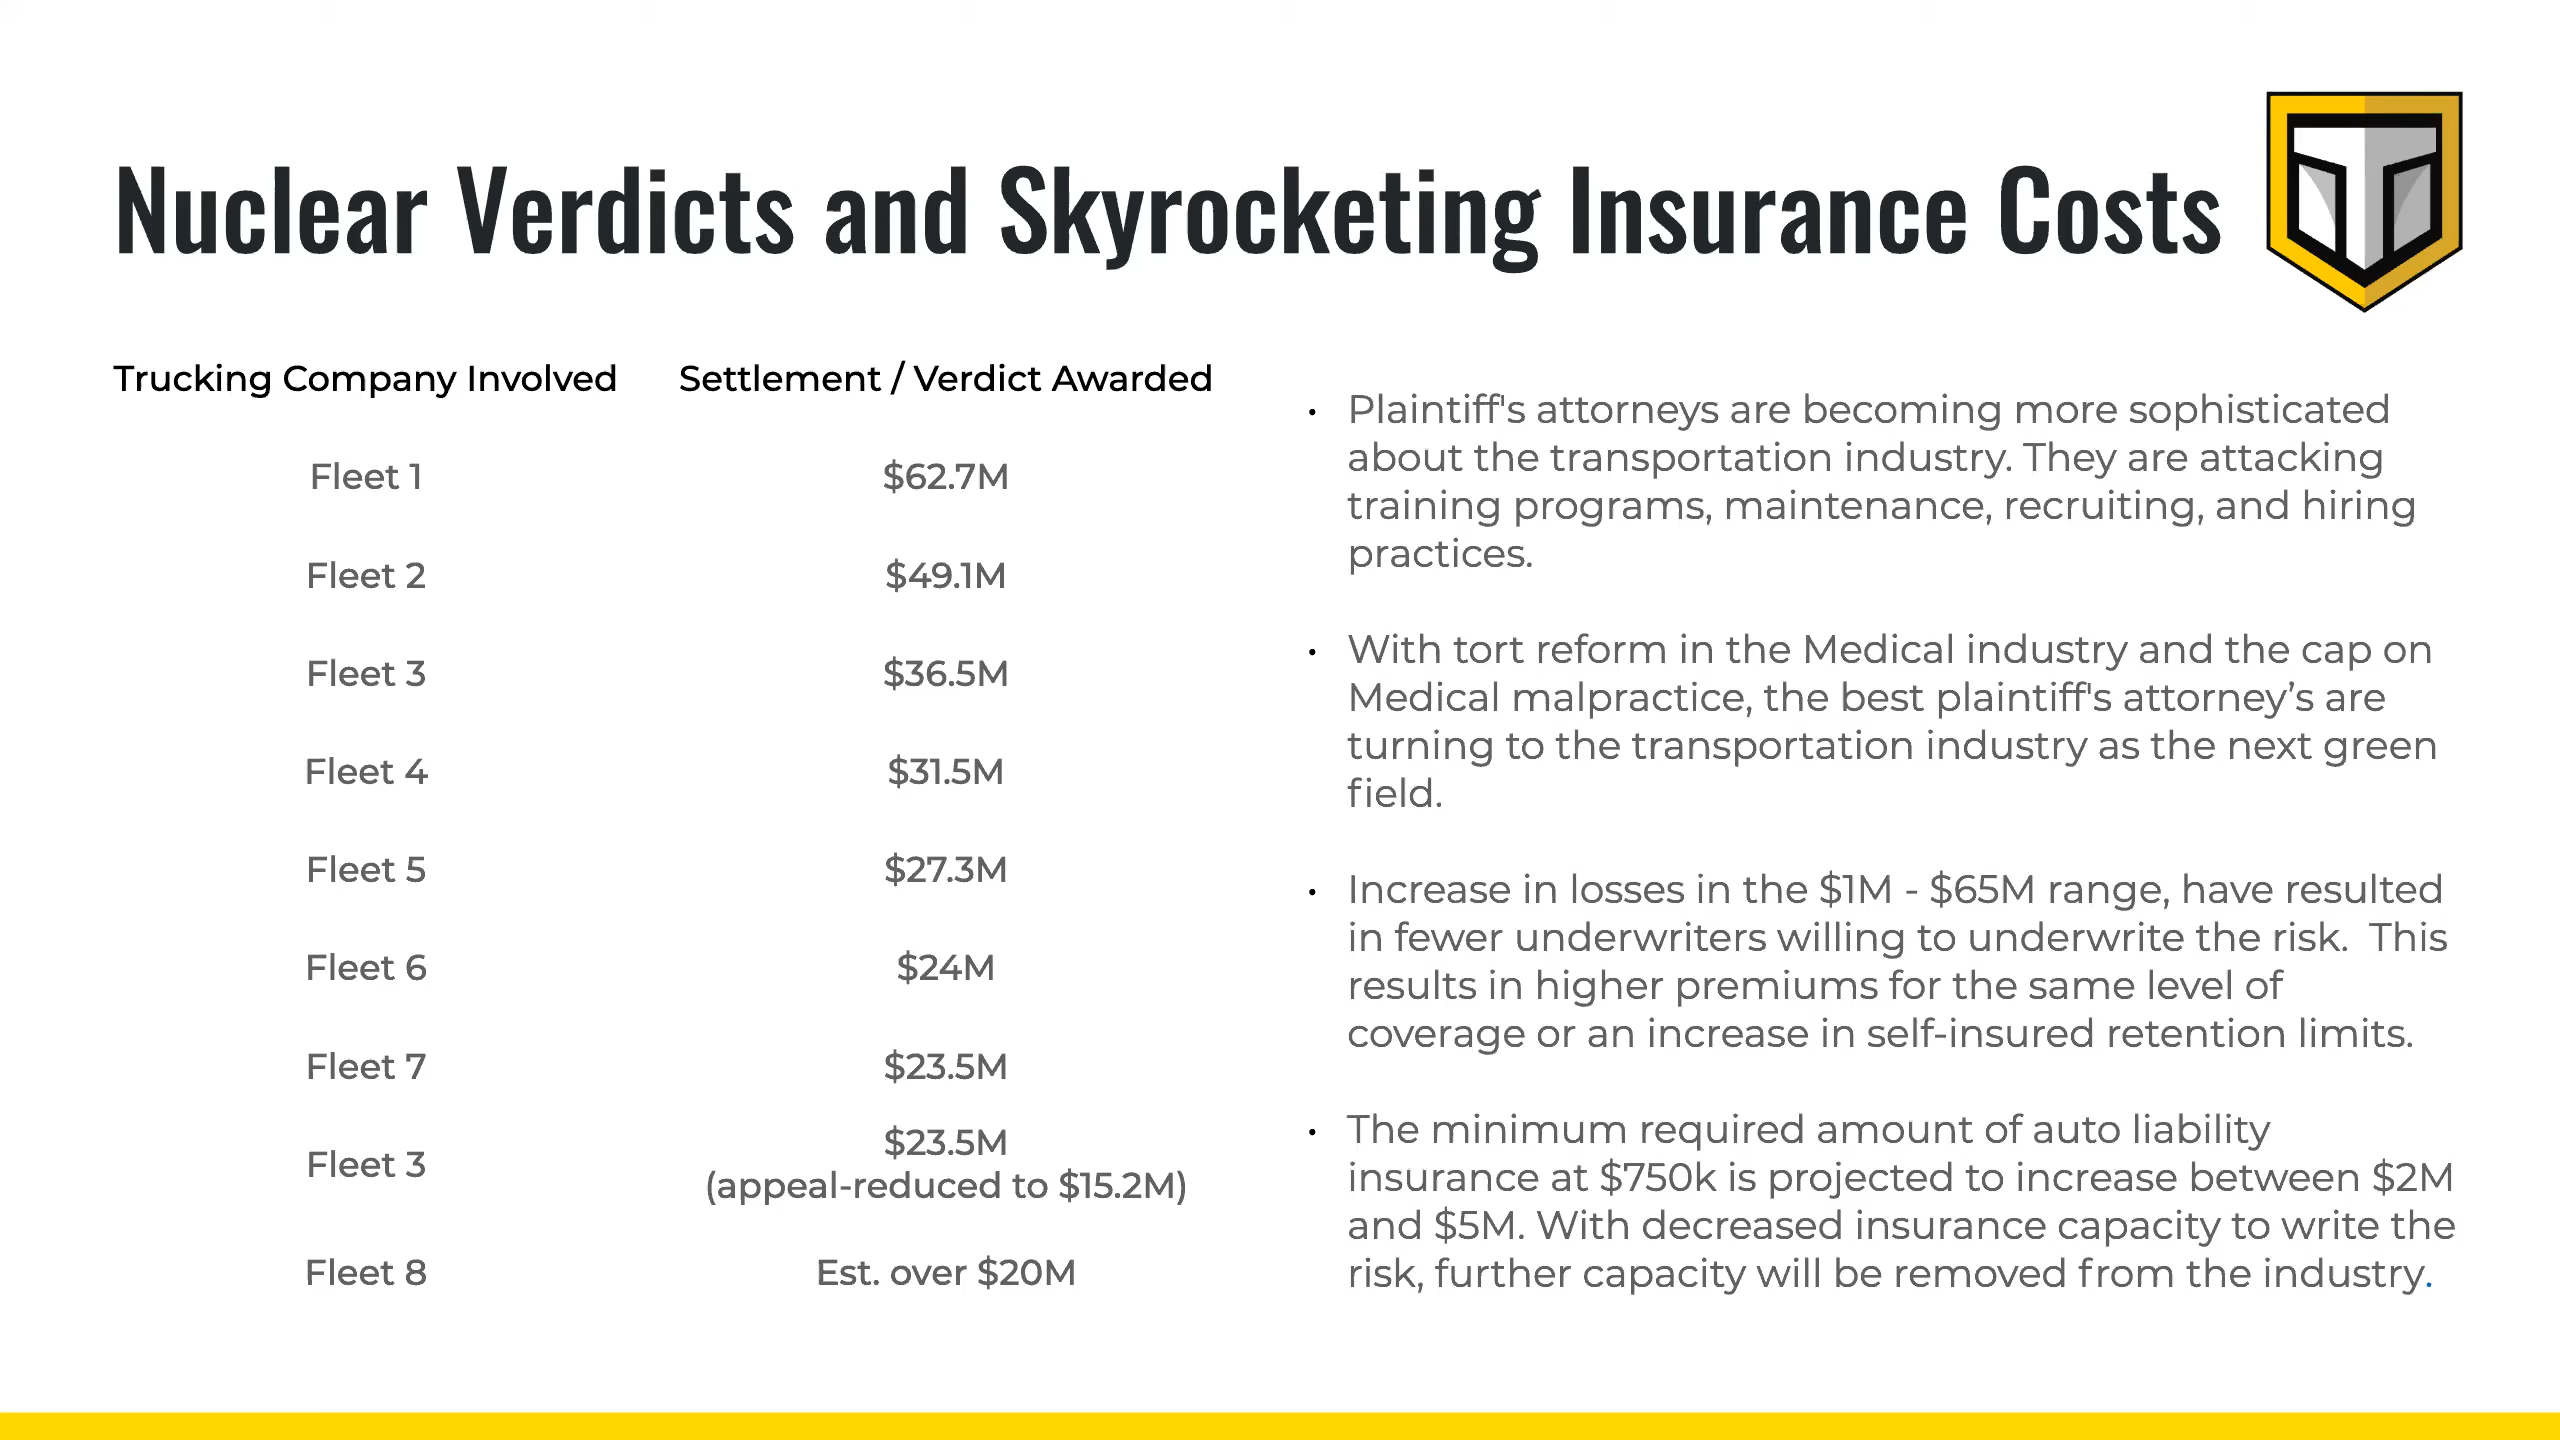 Nuclear Verdicts and Skyrocketing Insurance Costs
Trucking Company Involved Settlement / Verdict Awarded
Fleet 1 $62.7M
Fleet 2 $49.1M
Fleet 3 $36.5M
Fleet 4 $31.5M
Fleet 5 $27.3M
Fleet 6 $24M
Fleet 7 $23.5M
Fleet 3 $23.5M
(appeal-reduced to $15.2M)
Fleet 8 Est. over $20M
• Plaintiff's attorneys are becoming more sophisticated
about the transportation industry. They are attacking
training programs, maintenance, recruiting, and hiring
practices.
• With tort reform in the Medical industry and the cap on
Medical malpractice, the best plaintiff's attorney’s are
turning to the transportation industry as the next green
field.
• Increase in losses in the $1M - $65M range, have resulted
in fewer underwriters willing to underwrite the risk.  This
results in higher premiums for the same level of
coverage or an increase in self-insured retention limits.
• The minimum required amount of auto liability
insurance at $750k is projected to increase between $2M
and $5M. With decreased insurance capacity to write the
risk, further capacity will be removed from the industry.